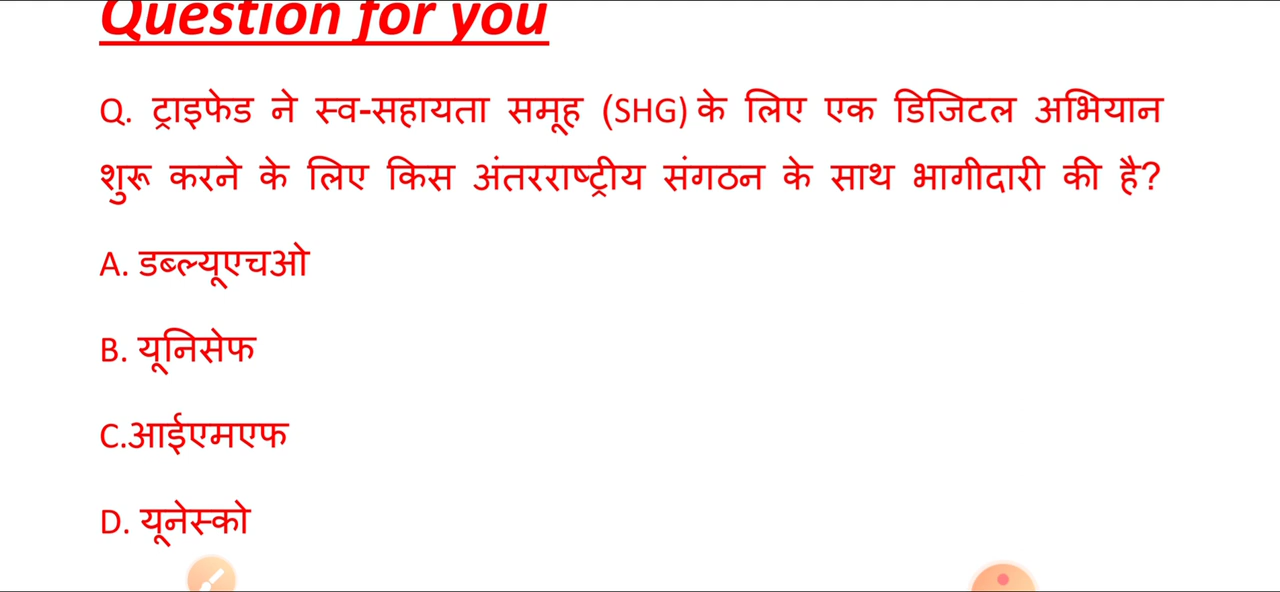 Question for you
Q. ट्राइफेड ने स्व-सहायता समूह (SHG) के लिए एक डिजिटल अभियान
शुरू करने के लिए किस अंतरराष्ट्रीय संगठन के साथ भागीदारी की है?
A. डब्ल्यूएचओ
B. यूनिसेफ
C.आईएमएफ
D. यूनेस्को